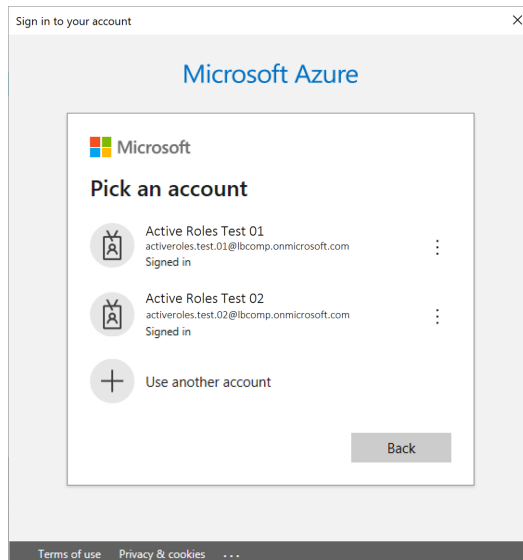 Sign in to your account
Microsoft Azure
Microsoft
Pick an account
Active Roles Test 01
activeroles.test.01@lbcomp.onmicrosoft.com
Signed in
Active Roles Test 02
activeroles.test.02@lbcomp.onmicrosoft.com
Signed in
Use another account
Back
Terms of use Privacy & cookies ...